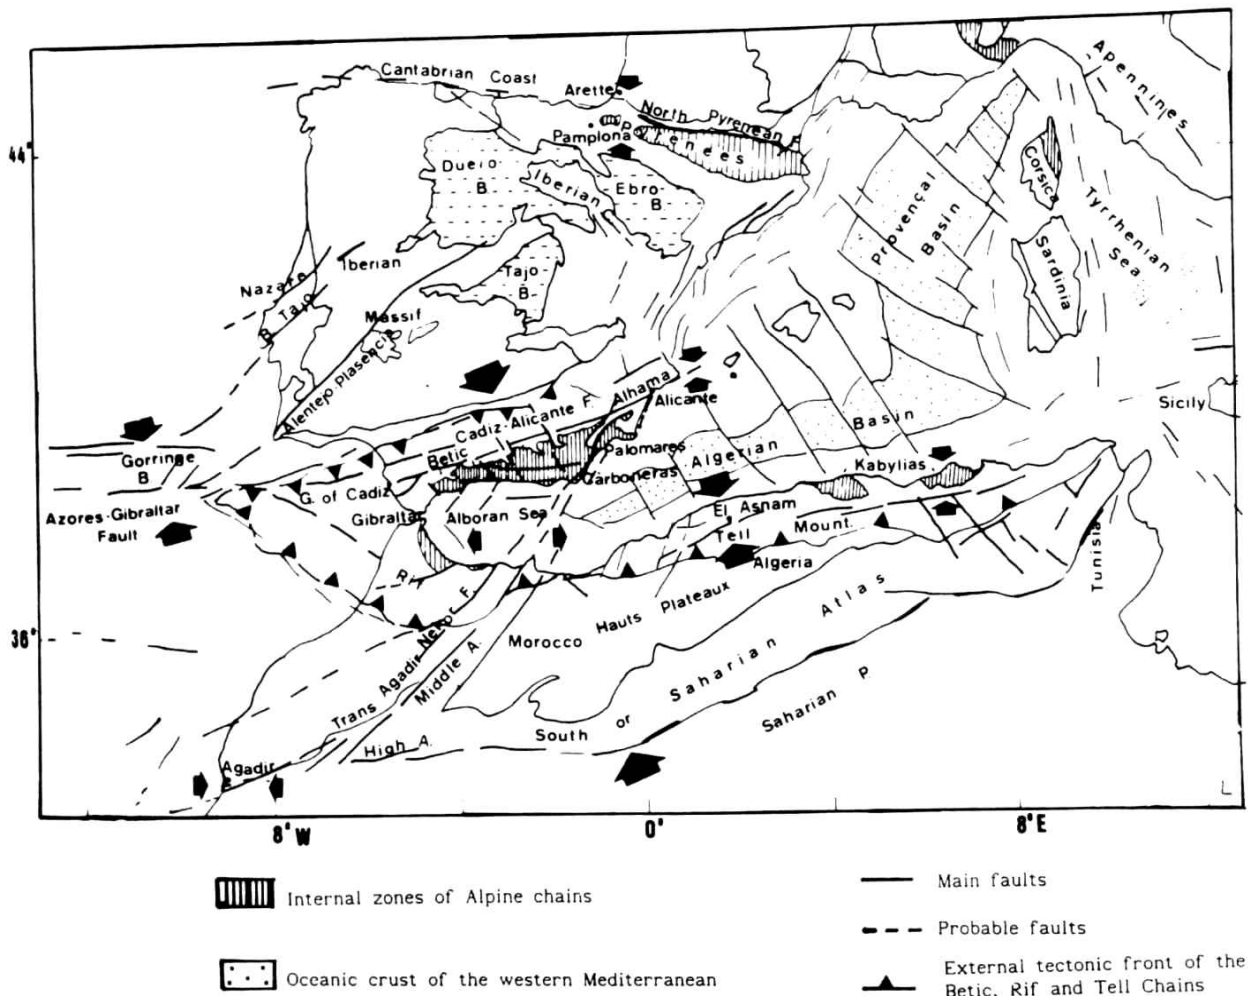 Cantabrian Coast
Arette
North Pyrenean F.
Pamplona
Pyrenees
Apennines
44°
Duero
B.
Iberian
Ebro
B.
Corsica
Provençal
Basin
Tyrrhenian
Sea
Sardinia
Nazare
Iberian
Tajo
B.
B. Tajo
Massif
Alentejo-Plasencia
Alhama
Alicante
Cadiz-Alicante F.
Betic
Palomares
Carboneras
Algerian
Basin
Sicily
Gorringe
B
Azores-Gibraltar
Fault
G. of Cadiz
Gibraltar
Alboran Sea
Kabylias
El Asnam
Tell
Mount.
Algeria
Tunisia
Rif
36°
Nekor F.
Morocco
Hauts Plateaux
Trans Agadir
Middle A.
Saharian Atlas
South of
Saharian P.
High A.
Agadir
L
8°W
0°
8°E
Internal zones of Alpine chains
Main faults
Probable faults
Oceanic crust of the western Mediterranean
External tectonic front of the
Betic, Rif and Tell Chains